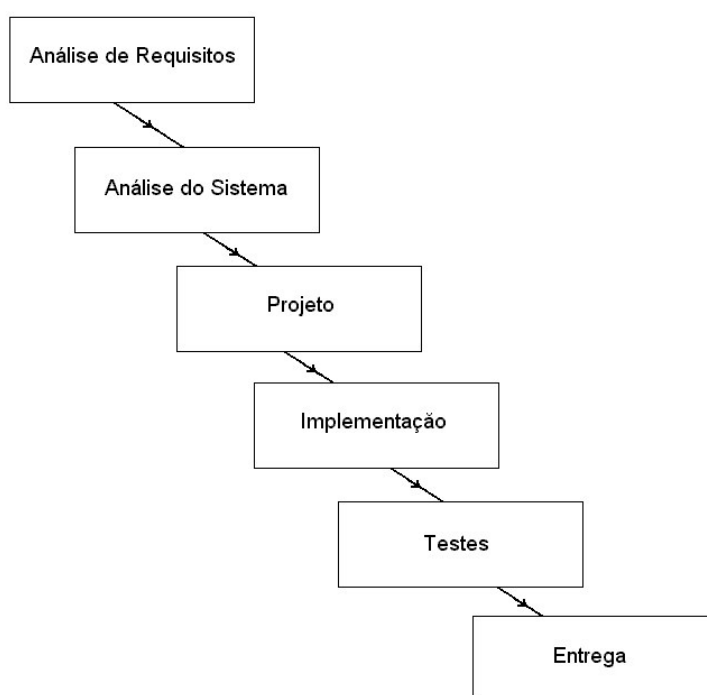 Análise de Requisitos
Análise do Sistema
Projeto
Implementação
Testes
Entrega